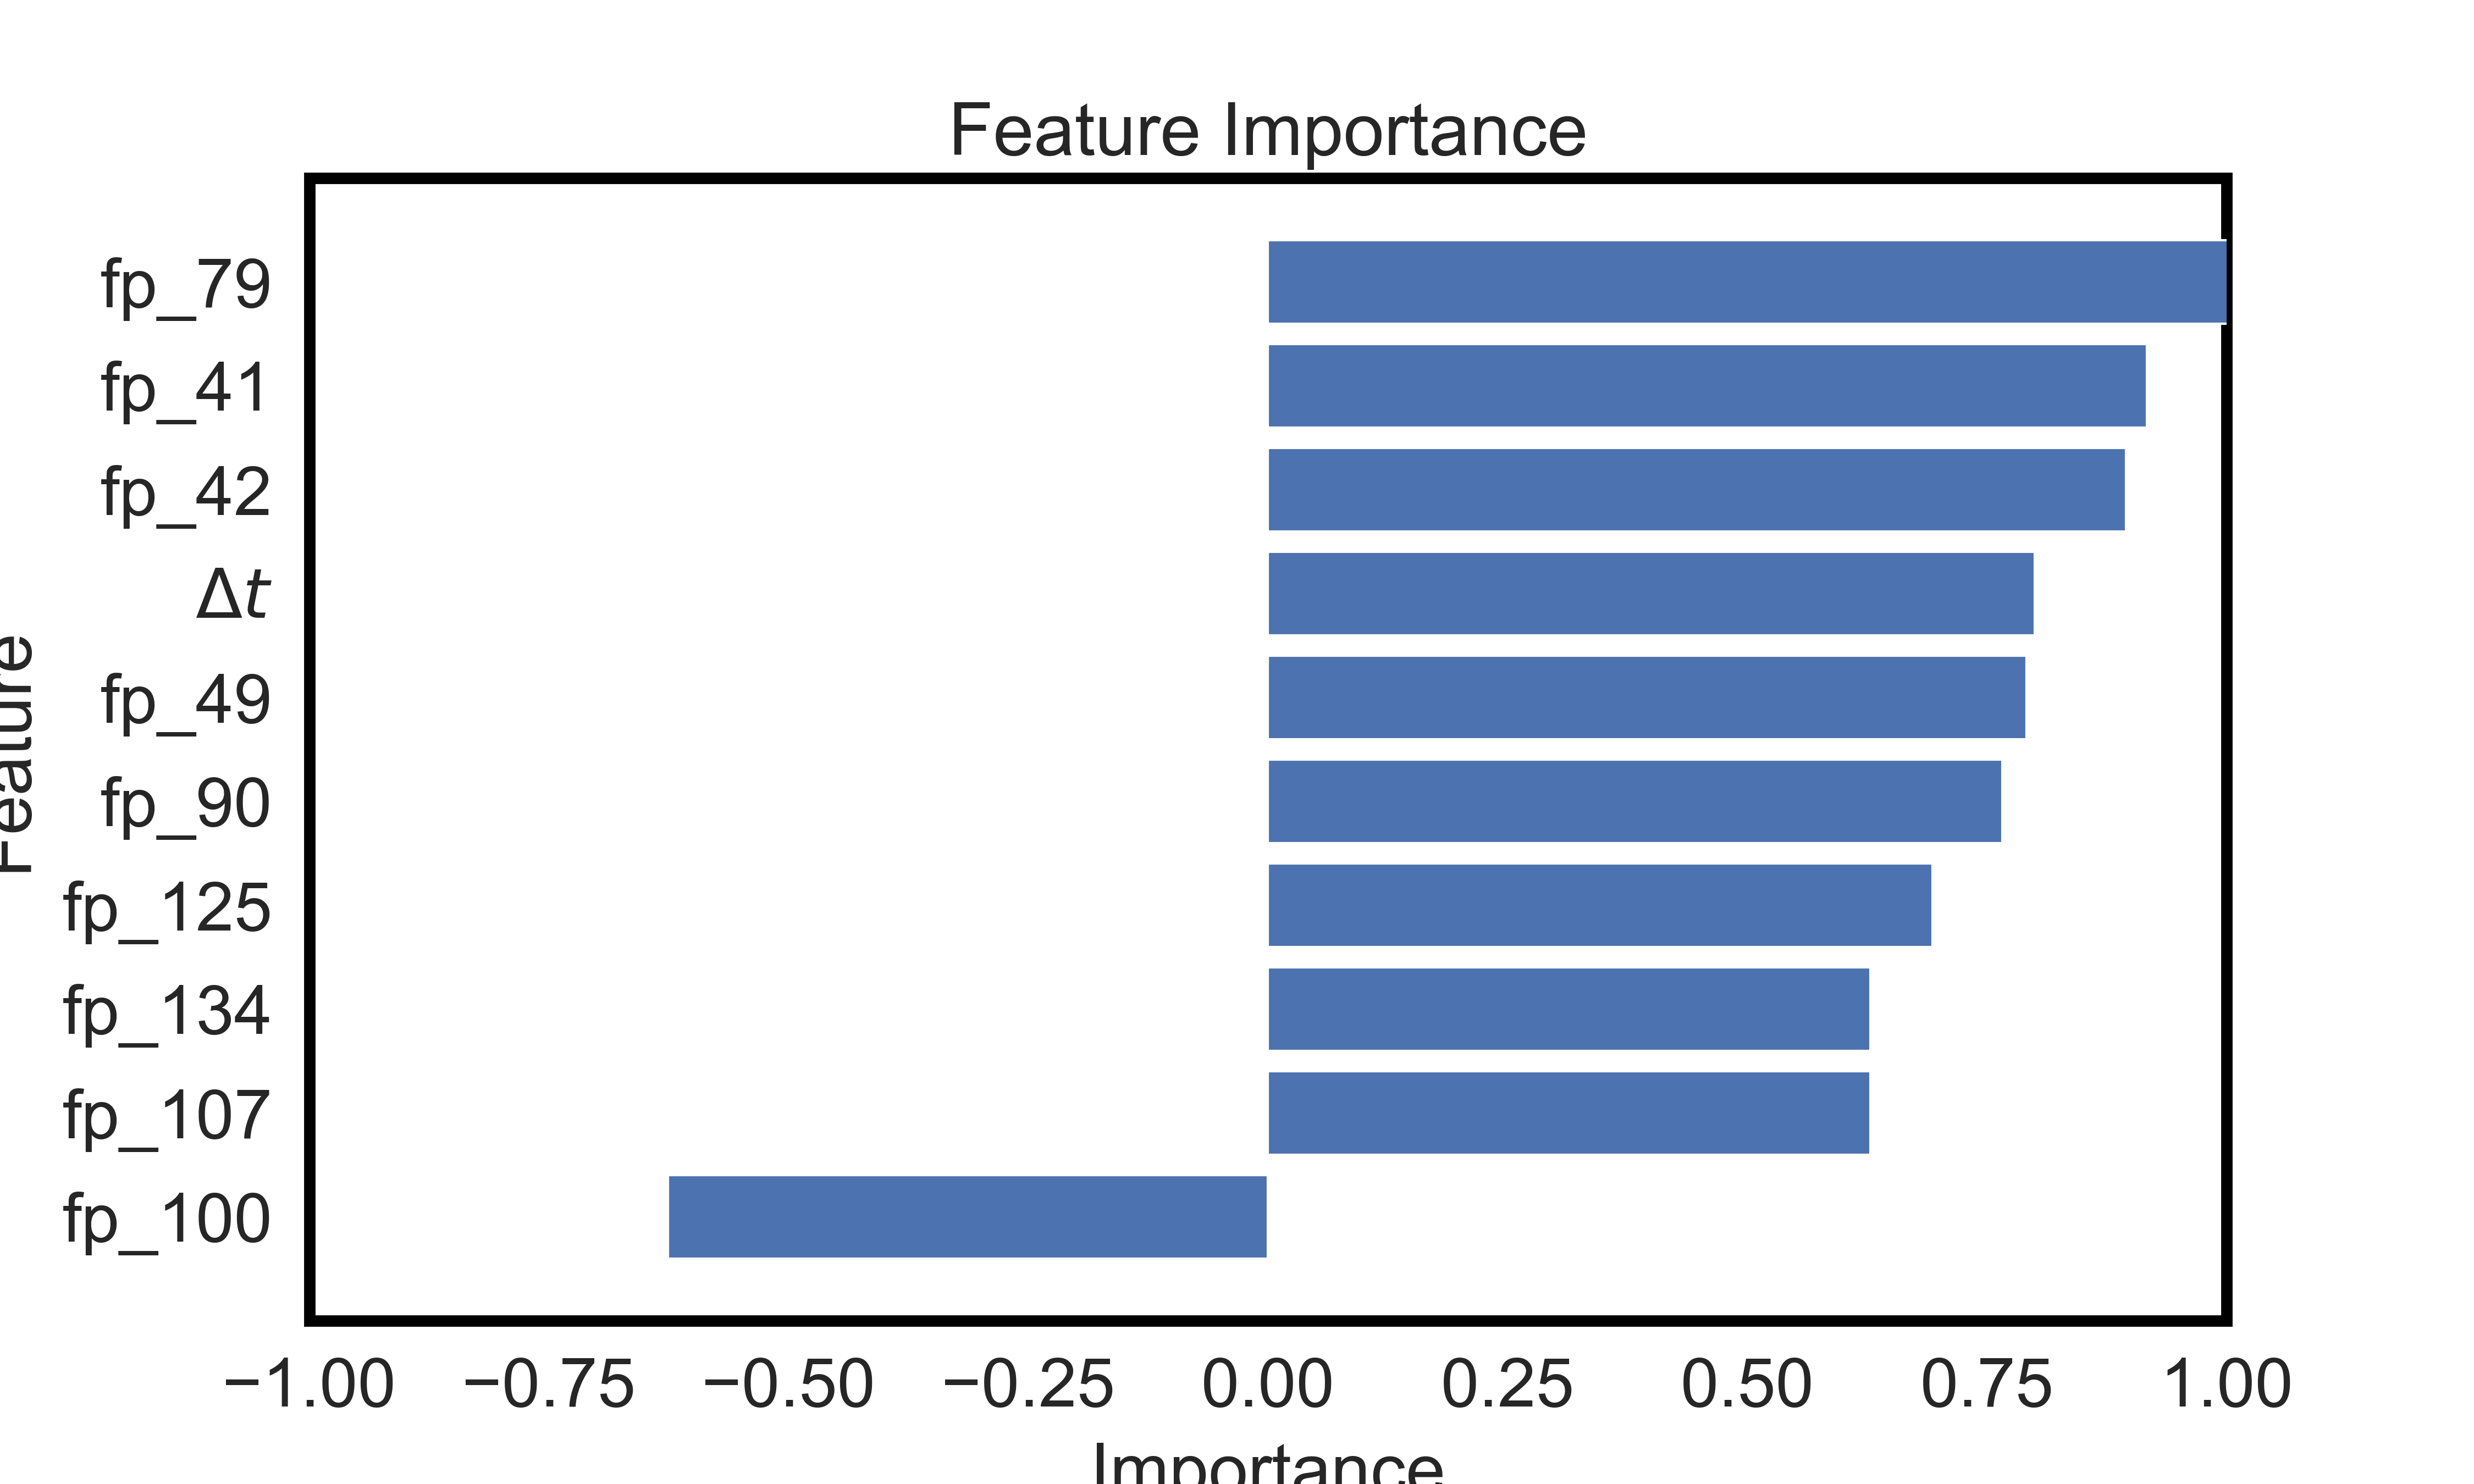 Feature Importance
fp_79
fp_41
fp_42
Δt
fp_49
fp_90
fp_125
fp_134
fp_107
fp_100
Feature
−1.00 −0.75 −0.50 −0.25 0.00 0.25 0.50 0.75 1.00
Importance